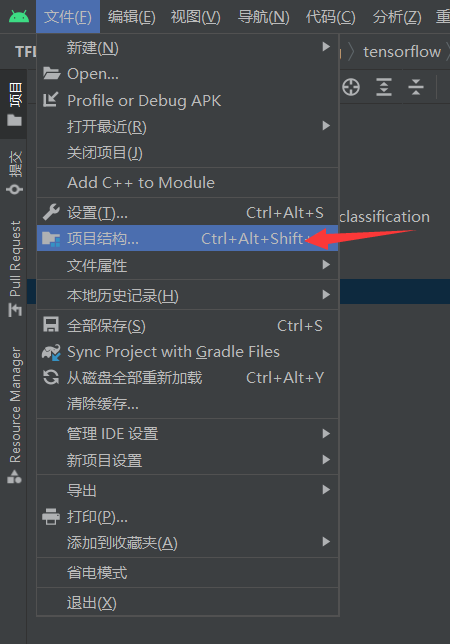 文件(F) 编辑(E) 视图(V) 导航(N) 代码(C) 分析(Z) 重
TFL
tensorflow
项目
提交
Pull Request
Resource Manager
新建(N)
Open...
Profile or Debug APK
打开最近(R)
关闭项目(J)
Add C++ to Module
设置(T)... Ctrl+Alt+S
classification
项目结构... Ctrl+Alt+Shift+
文件属性
本地历史记录(H)
全部保存(S) Ctrl+S
Sync Project with Gradle Files
从磁盘全部重新加载 Ctrl+Alt+Y
清除缓存...
管理 IDE 设置
新项目设置
导出
打印(P)...
添加到收藏夹(A)
省电模式
退出(X)